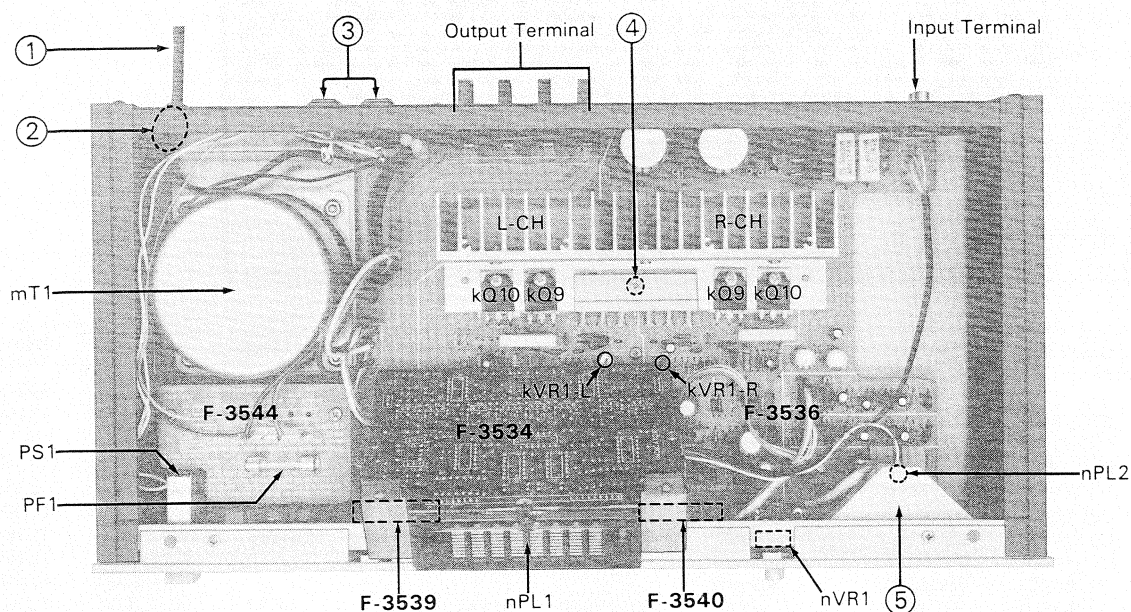 Output Terminal
Input Terminal
1
2
3
4
L-CH
R-CH
mT1
kQ10
kQ9
kQ9
kQ10
kVR1-L
kVR1-R
F-3544
F-3534
F-3536
PS1
PF1
nPL2
F-3539
nPL1
F-3540
nVR1
5